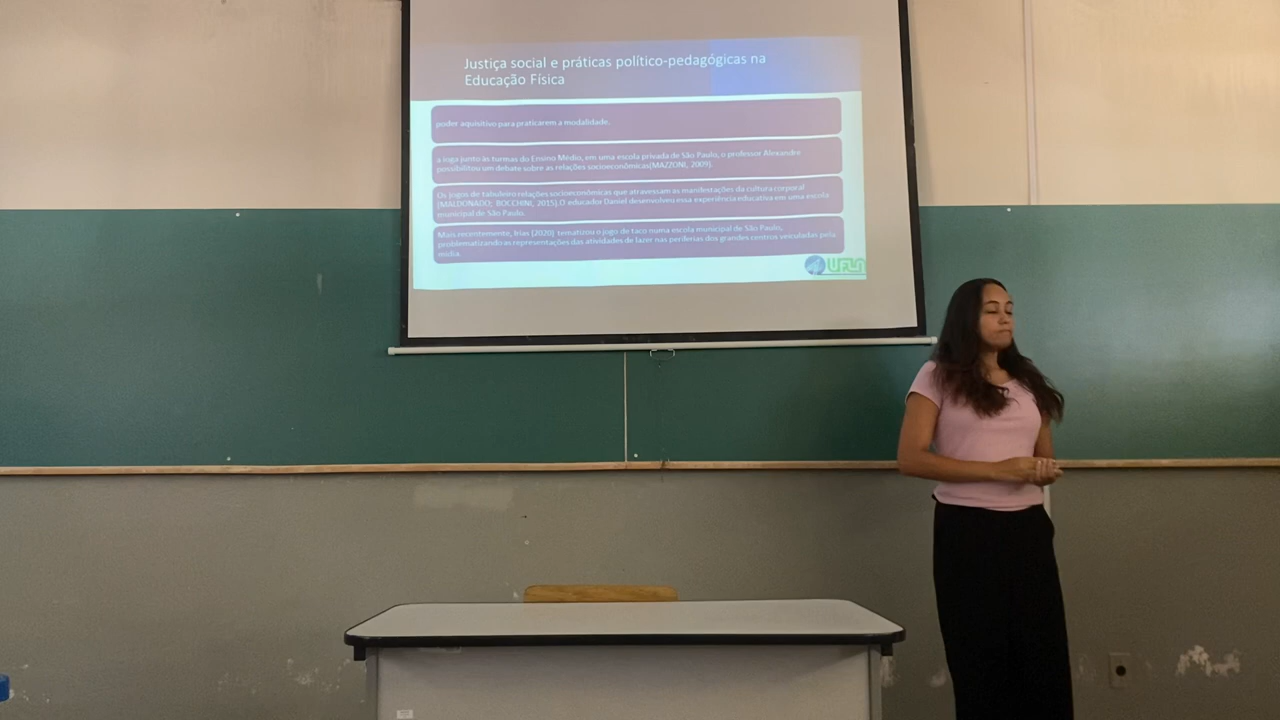 Justiça social e práticas político-pedagógicas na
Educação Física
poder aquisitivo para praticarem a modalidade.
a ioga junto às turmas do Ensino Médio, em uma escola privada de São Paulo, o professor Alexandre
possibilitou um debate sobre as relações socioeconômicas(MAZZONI, 2009).
Os jogos de tabuleiro relações socioeconômicas que atravessam as manifestações da cultura corporal
(MALDONADO; BOCCHINI, 2015).O educador Daniel desenvolveu essa experiência educativa em uma escola
municipal de São Paulo.
Mais recentemente, Irias (2020) tematizou o jogo de taco numa escola municipal de São Paulo,
problematizando as representações das atividades de lazer nas periferias dos grandes centros veiculadas pela
mídia.
UFLA